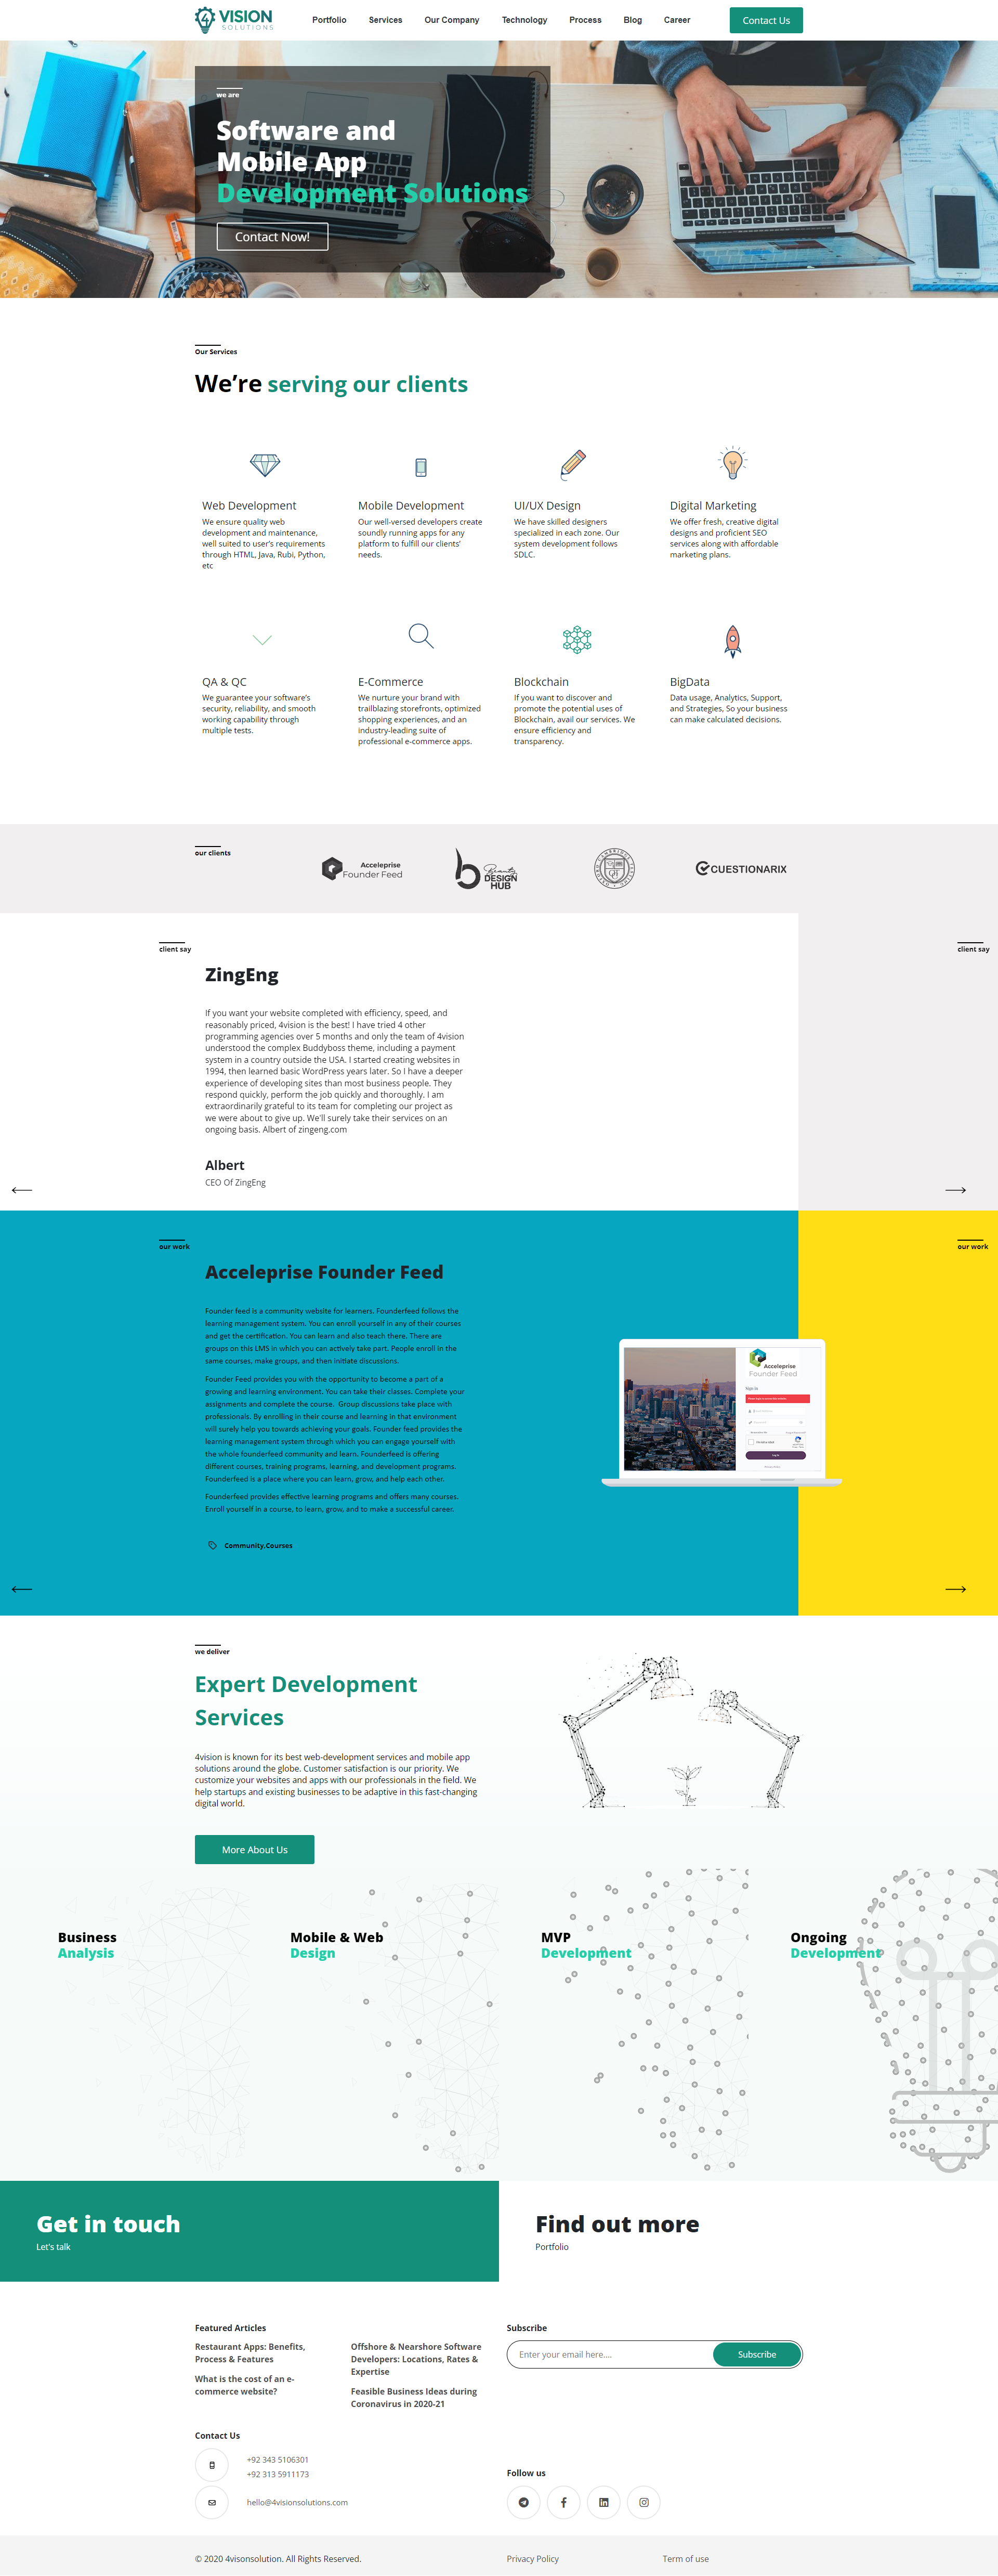 4 VISION
SOLUTIONS
Portfolio
Services
Our Company
Technology
Process
Blog
Career
Contact Us
we are
Software and
Mobile App
Development Solutions
Contact Now!
Our Services
We’re serving our clients
Web Development
We ensure quality web
development and maintenance,
well suited to user's requirements
through HTML, Java, Rubi, Python,
etc
Mobile Development
Our well-versed developers create
soundly running apps for any
platform to fulfill our clients’
needs.
UI/UX Design
We have skilled designers
specialized in each zone. Our
system development follows
SDLC.
Digital Marketing
We offer fresh, creative digital
designs and proficient SEO
services along with affordable
marketing plans.
QA & QC
We guarantee your software’s
security, reliability, and smooth
working capability through
multiple tests.
E-Commerce
We nurture your brand with
trailblazing storefronts, optimized
shopping experiences, and an
industry-leading suite of
professional e-commerce apps.
Blockchain
If you want to discover and
promote the potential uses of
Blockchain, avail our services. We
ensure efficiency and
transparency.
BigData
Data usage, Analytics, Support,
and Strategies, So your business
can make calculated decisions.
our clients
Acceleprise
Founder Feed
Beauty
DESIGN
HUB
CUESTIONARIX
client say
client say
ZingEng
If you want your website completed with efficiency, speed, and
reasonably priced, 4vision is the best! I have tried 4 other
programming agencies over 5 months and only the team of 4vision
understood the complex Buddyboss theme, including a payment
system in a country outside the USA. I started creating websites in
1994, then learned basic WordPress years later. So I have a deeper
experience of developing sites than most business people. They
respond quickly, perform the job quickly and thoroughly. I am
extraordinarily grateful to its team for completing our project as
we were about to give up. We'll surely take their services on an
ongoing basis. Albert of zingeng.com
Albert
CEO Of ZingEng
our work
our work
Acceleprise Founder Feed
Founder feed is a community website for learners. Founderfeed follows the
learning management system. You can enroll yourself in any of their courses
and get the certification. You can learn and also teach there. There are
groups on this LMS in which you can actively take part. People enroll in the
same courses, make groups, and then initiate discussions.
Founder Feed provides you with the opportunity to become a part of a
growing and learning environment. You can take their classes. Complete your
assignments and complete the course. Group discussions take place with
professionals. By enrolling in their course and learning in that environment
will surely help you towards achieving your goals. Founder feed provides the
learning management system through which you can engage yourself with
the whole founderfeed community and learn. Founderfeed is offering
different courses, training programs, learning, and development programs.
Founderfeed is a place where you can learn, grow, and help each other.
Founderfeed provides effective learning programs and offers many courses.
Enroll yourself in a course, to learn, grow, and to make a successful career.
Acceleprise
Founder Feed
Sign In
Community,Courses
we deliver
Expert Development
Services
4vision is known for its best web-development services and mobile app
solutions around the globe. Customer satisfaction is our priority. We
customize your websites and apps with our professionals in the field. We
help startups and existing businesses to be adaptive in this fast-changing
digital world.
More About Us
Business
Analysis
Mobile & Web
Design
MVP
Development
Ongoing
Development
Get in touch
Let's talk
Find out more
Portfolio
Featured Articles
Restaurant Apps: Benefits,
Process & Features
What is the cost of an e-
commerce website?
Offshore & Nearshore Software
Developers: Locations, Rates &
Expertise
Feasible Business Ideas during
Coronavirus in 2020-21
Subscribe
Enter your email here....
Subscribe
Contact Us
+92 343 5106301
+92 313 5911173
hello@4visionsolutions.com
Follow us
© 2020 4visonsolution. All Rights Reserved.
Privacy Policy
Term of use